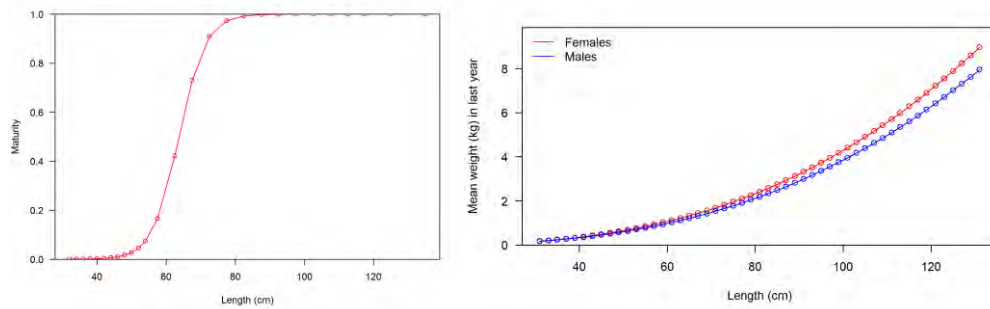 Maturity
1.0
0.8
0.6
0.4
0.2
0.0
40 60 80 100 120
Length (cm)
Females
Males
Mean weight (kg) in last year
8
6
4
2
0
40 60 80 100 120
Length (cm)